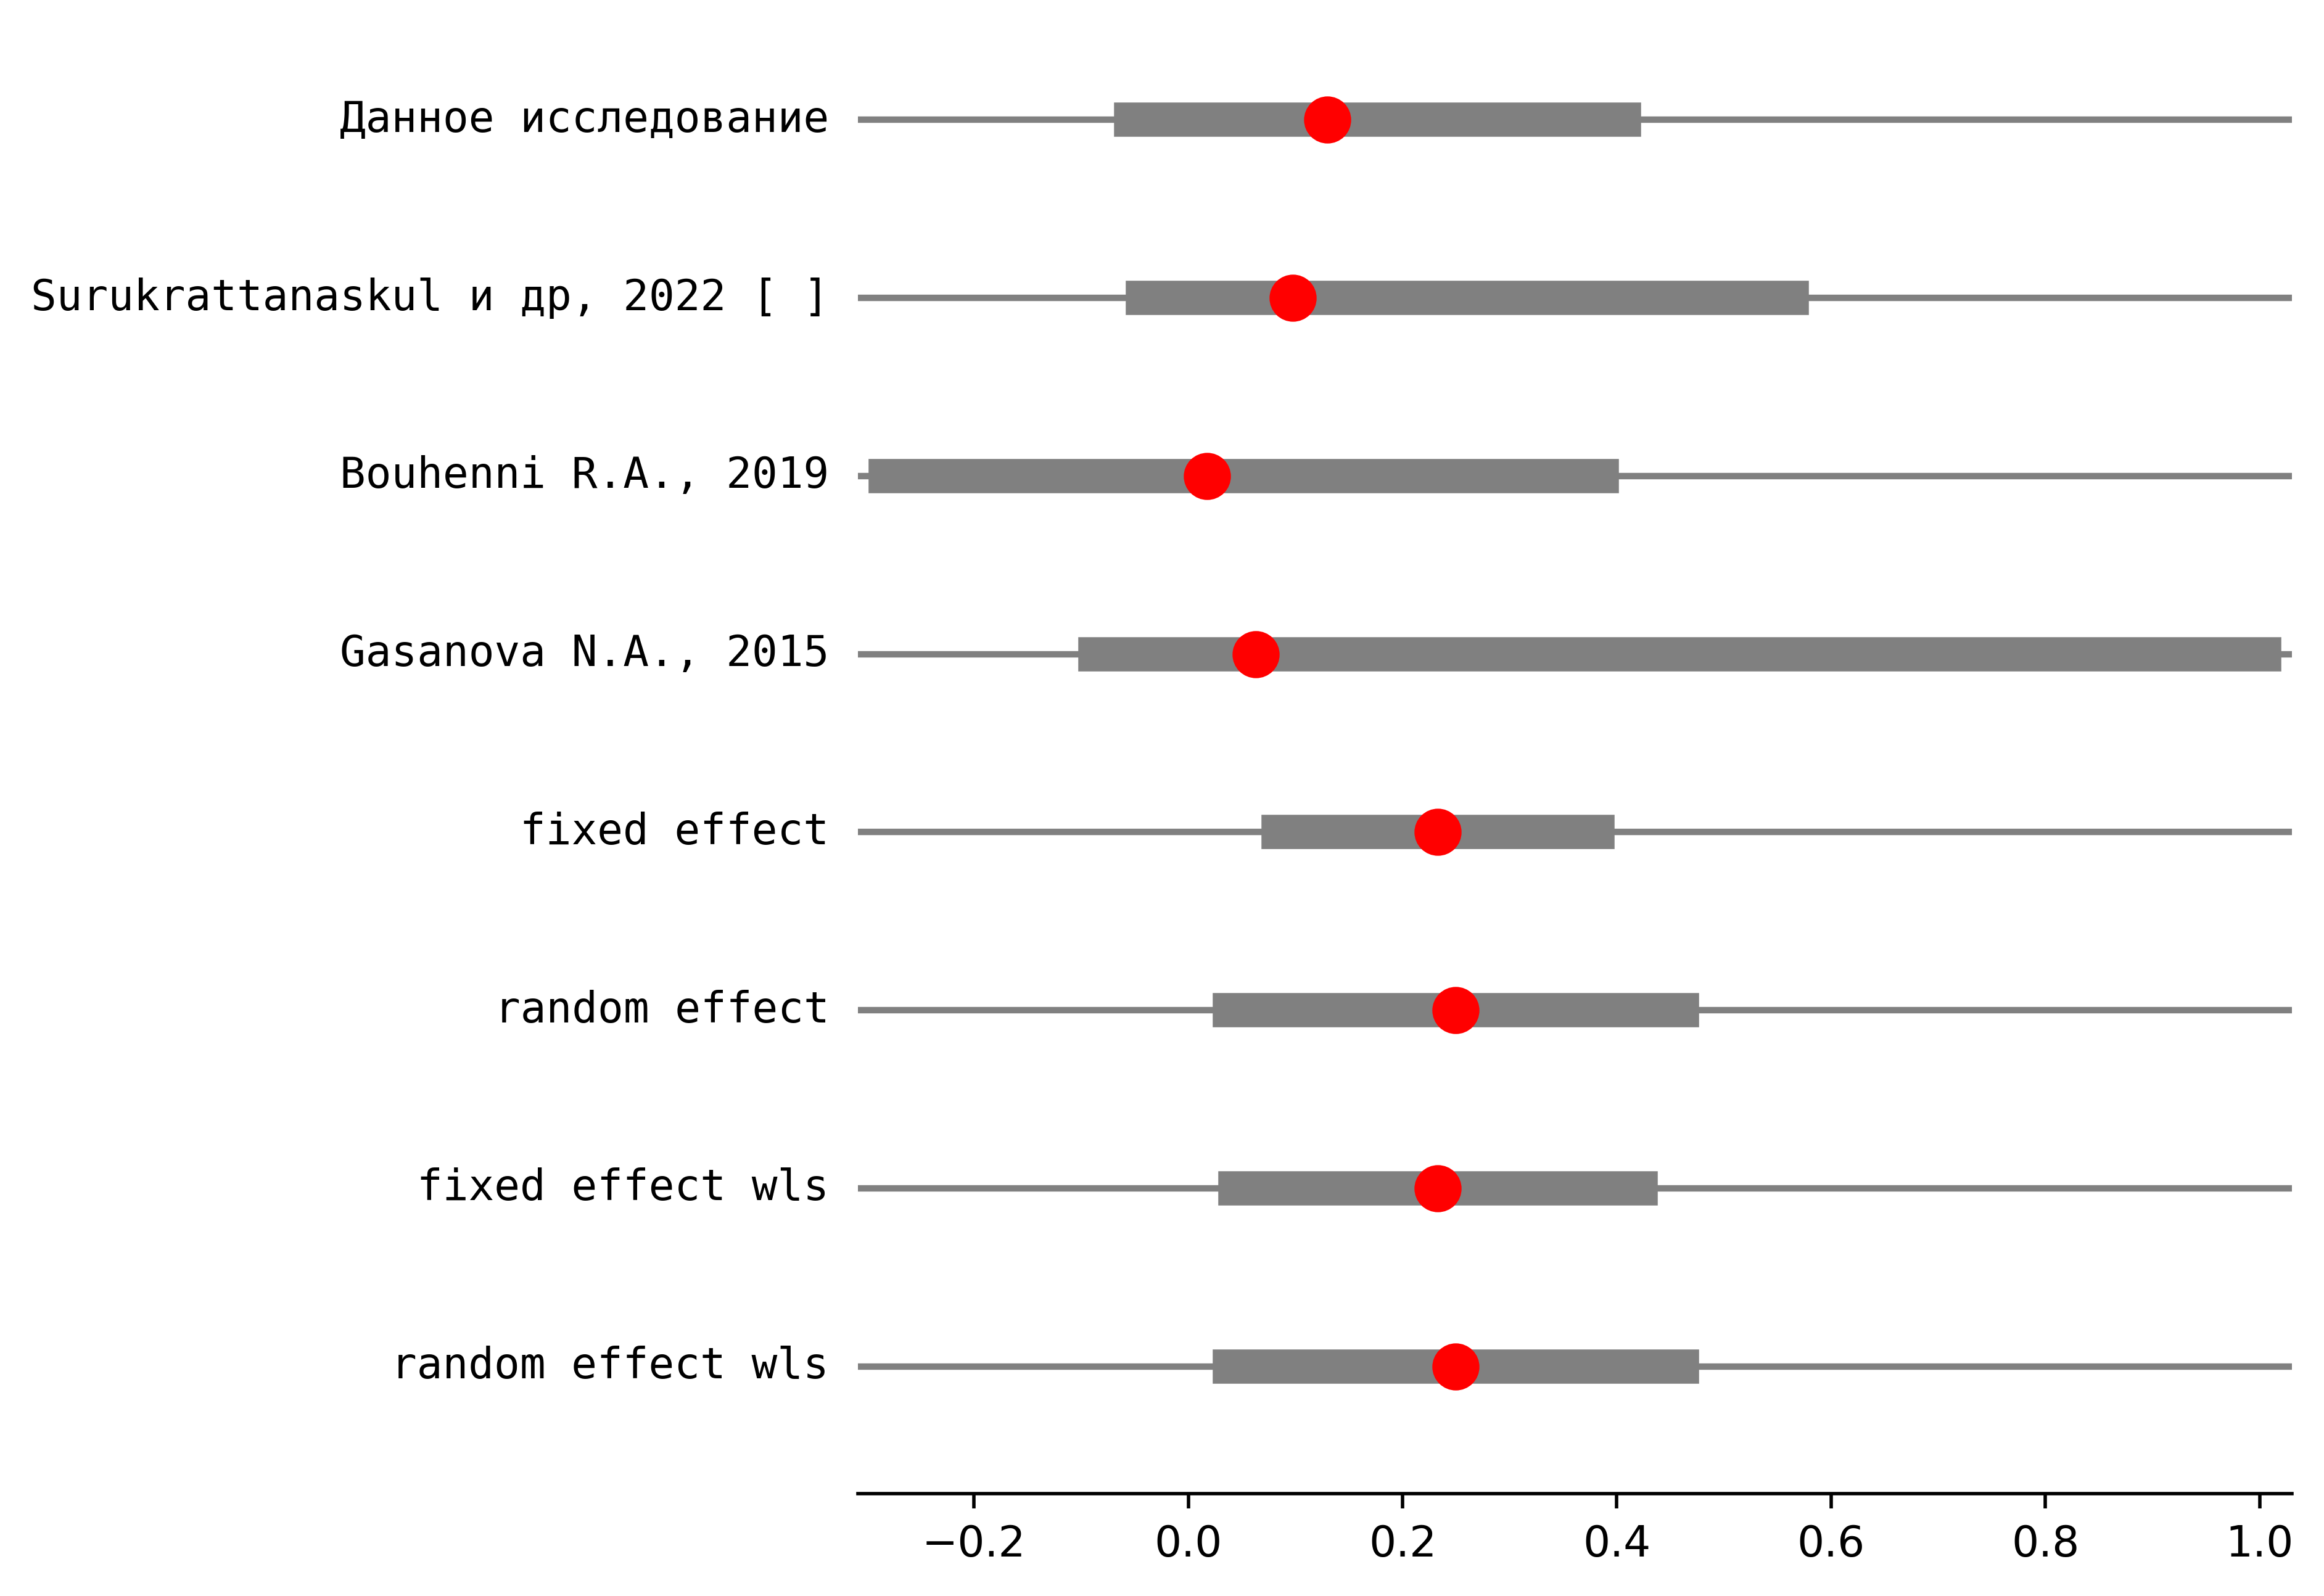 Данное исследование
Surukrattanaskul и др, 2022 [ ]
Bouhenni R.A., 2019
Gasanova N.A., 2015
fixed effect
random effect
fixed effect wls
random effect wls
−0.2 0.0 0.2 0.4 0.6 0.8 1.0